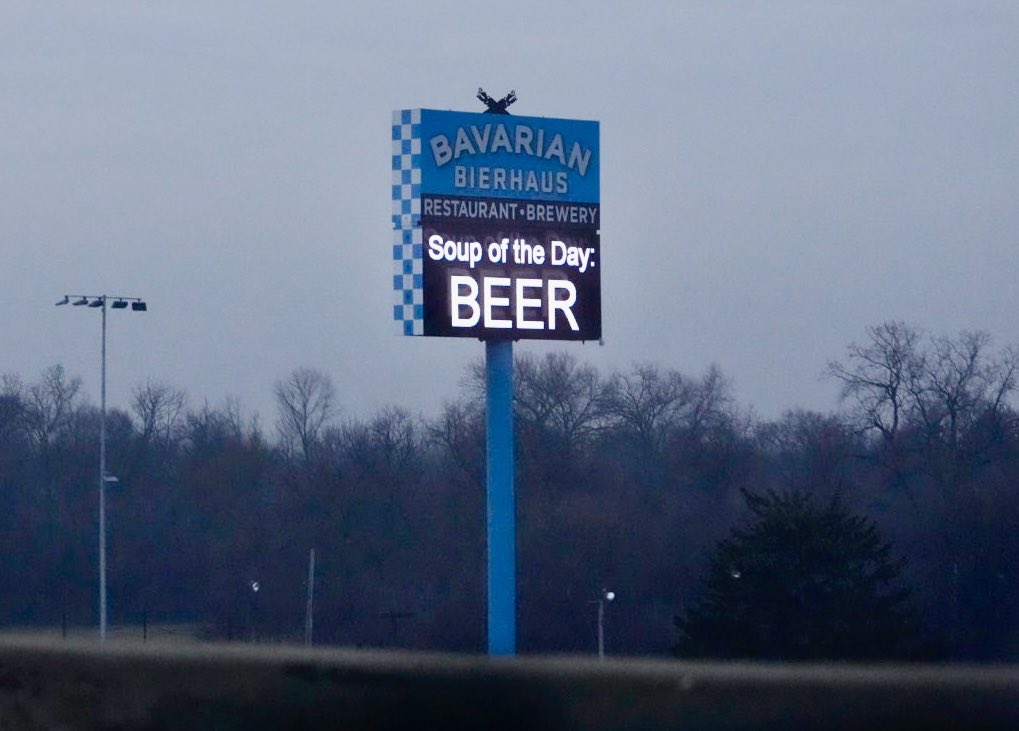 BAVARIAN
BIERHAUS
RESTAURANT•BREWERY
Soup of the Day:
BEER